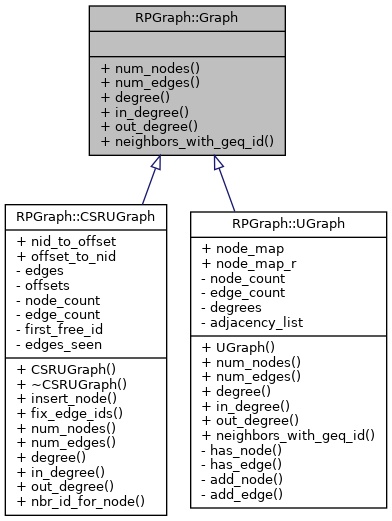 RPGraph::Graph
+ num_nodes()
+ num_edges()
+ degree()
+ in_degree()
+ out_degree()
+ neighbors_with_geq_id()
RPGraph::CSRUGraph
+ nid_to_offset
+ offset_to_nid
- edges
- offsets
- node_count
- edge_count
- first_free_id
- edges_seen
+ CSRUGraph()
+ ~CSRUGraph()
+ insert_node()
+ fix_edge_ids()
+ num_nodes()
+ num_edges()
+ degree()
+ in_degree()
+ out_degree()
+ nbr_id_for_node()
RPGraph::UGraph
+ node_map
+ node_map_r
- node_count
- edge_count
- degrees
- adjacency_list
+ UGraph()
+ num_nodes()
+ num_edges()
+ degree()
+ in_degree()
+ out_degree()
+ neighbors_with_geq_id()
- has_node()
- has_edge()
- add_node()
- add_edge()